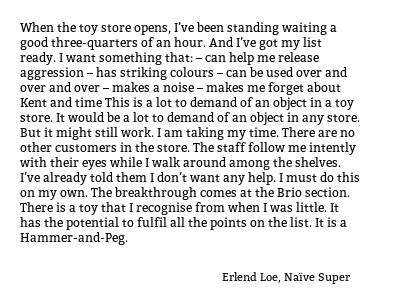 When the toy store opens, I've been standing waiting a
good three-quarters of an hour. And I've got my list
ready. I want something that: – can help me release
aggression – has striking colours – can be used over and
over and over – makes a noise – makes me forget about
Kent and time This is a lot to demand of an object in a toy
store. It would be a lot to demand of an object in any store.
But it might still work. I am taking my time. There are no
other customers in the store. The staff follow me intently
with their eyes while I walk around among the shelves.
I've already told them I don't want any help. I must do this
on my own. The breakthrough comes at the Brio section.
There is a toy that I recognise from when I was little. It
has the potential to fulfil all the points on the list. It is a
Hammer-and-Peg.
Erlend Loe, Naïve Super